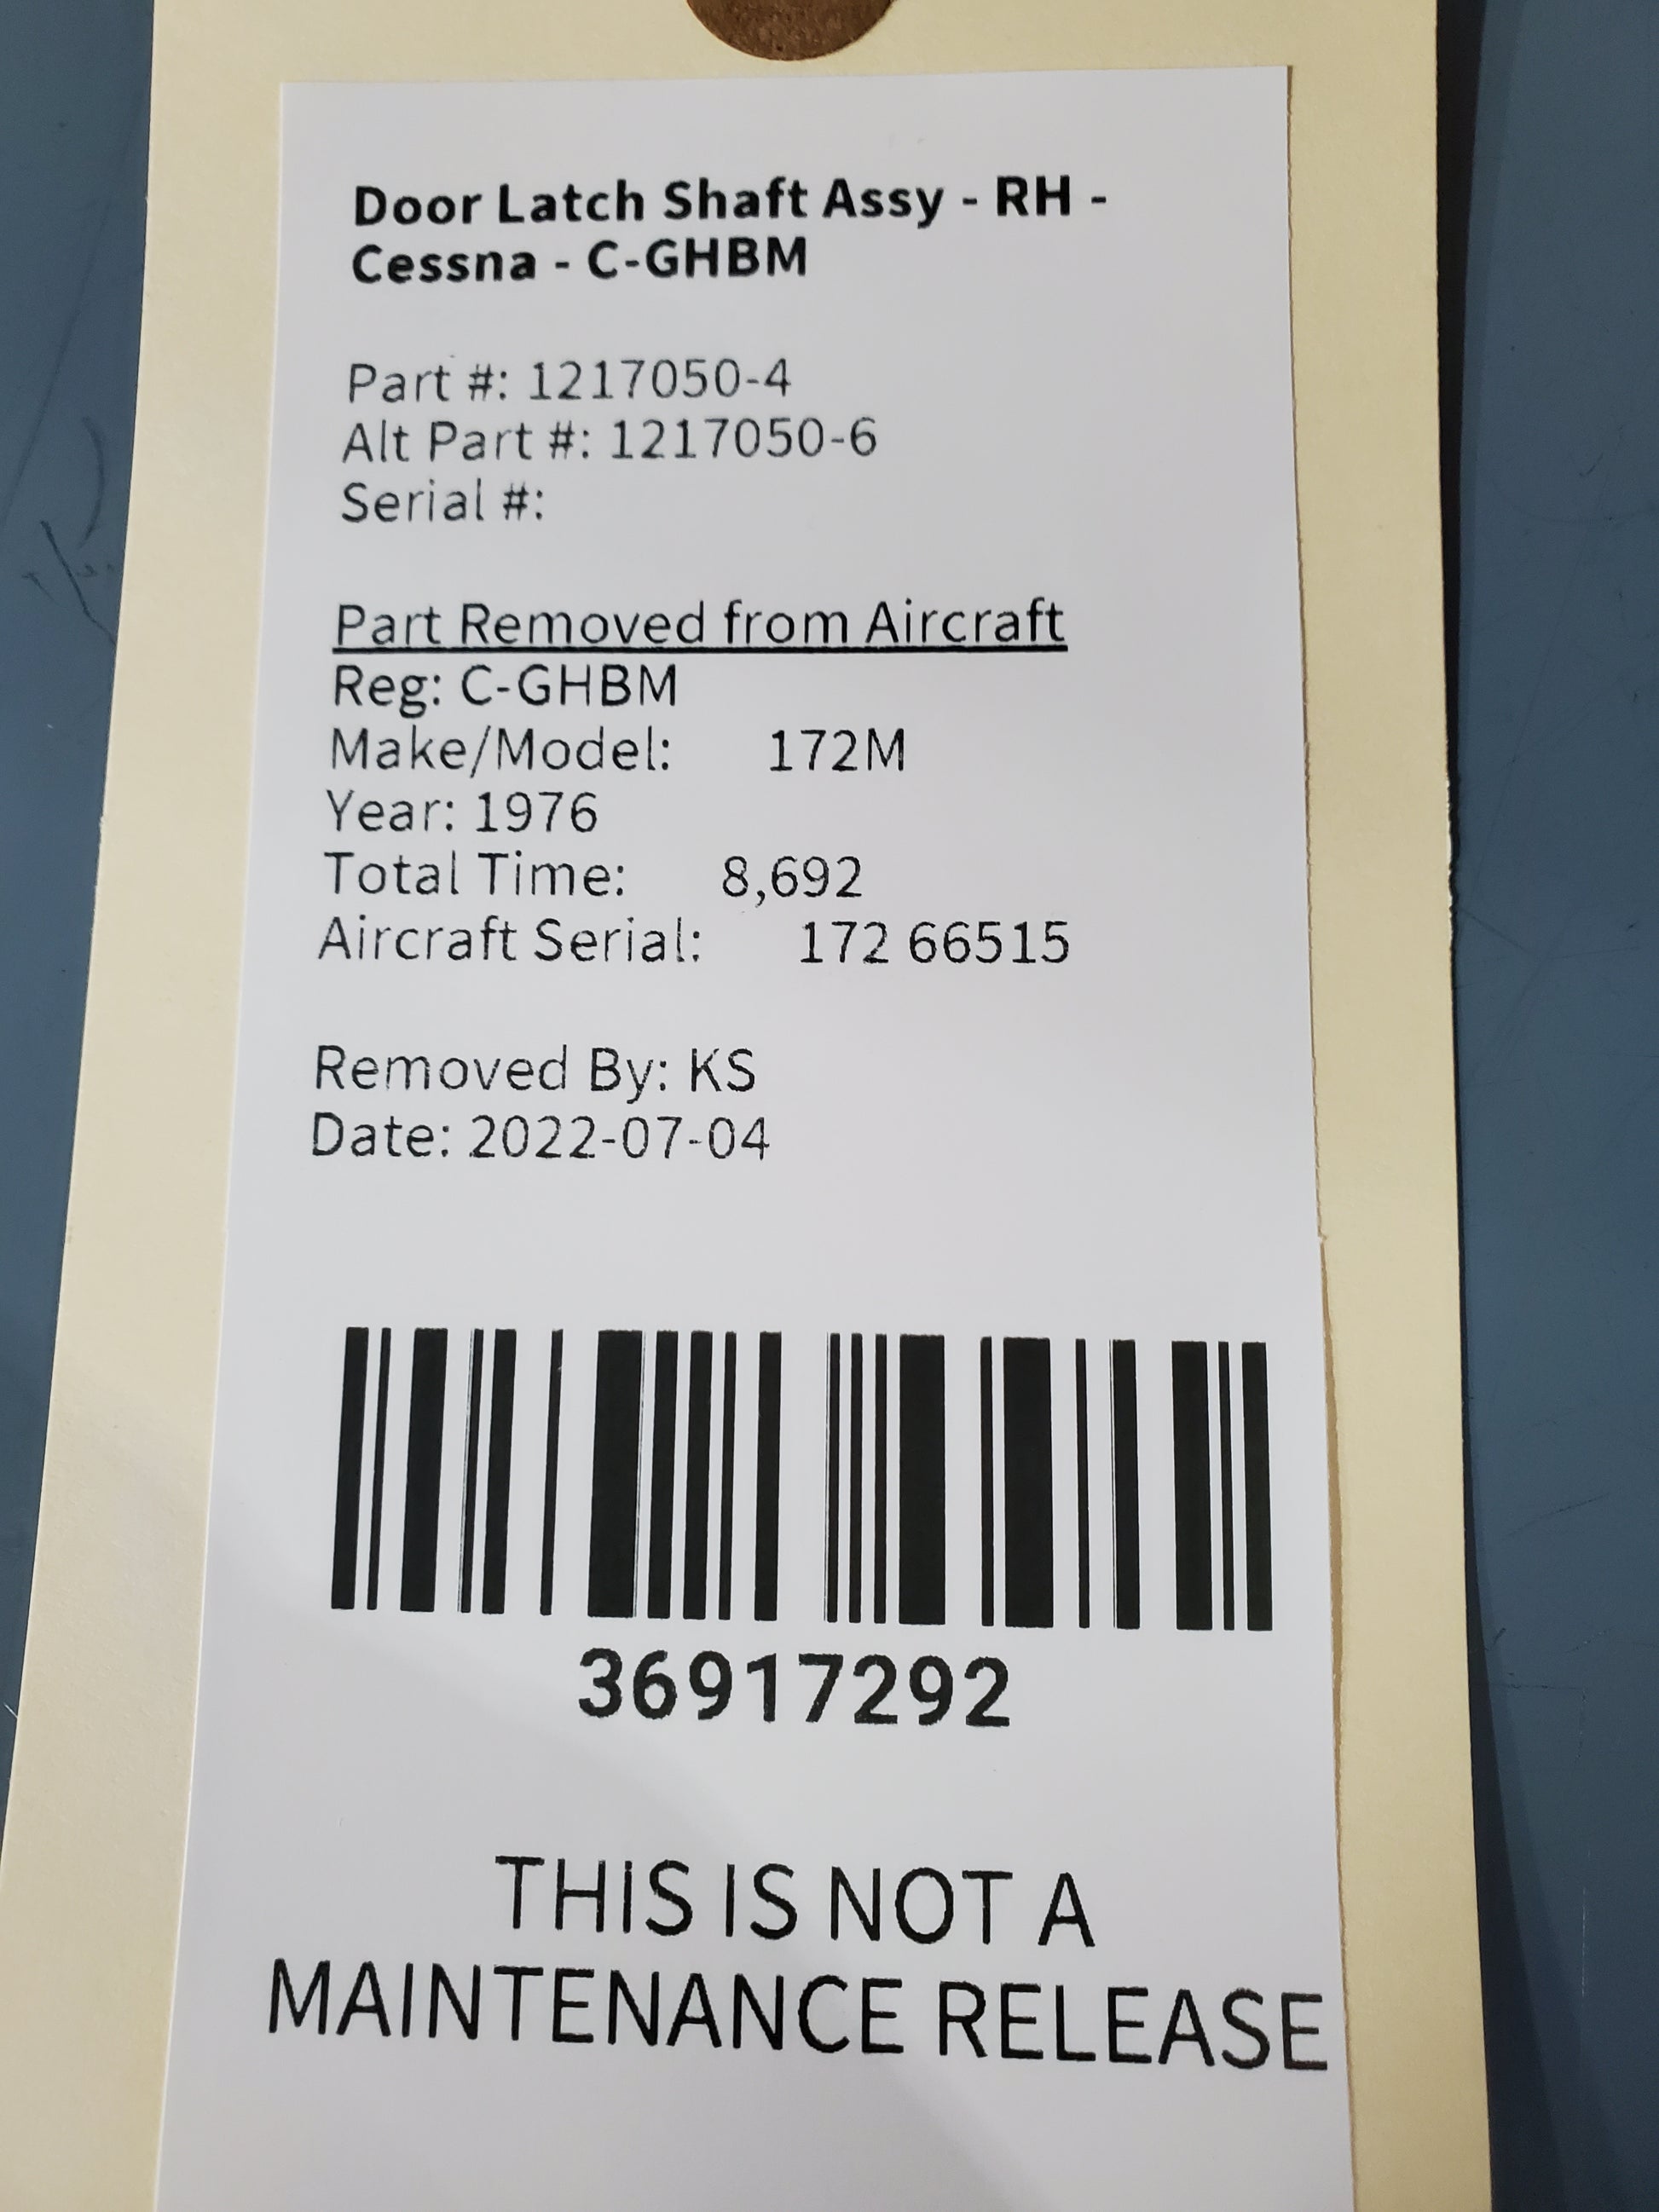 Door Latch Shaft Assy - RH -
Cessna - C-GHBM
Part #: 1217050-4
Alt Part #: 1217050-6
Serial #:
Part Removed from Aircraft
Reg: C-GHBM
Make/Model: 172M
Year: 1976
Total Time: 8,692
Aircraft Serial: 172 66515
Removed By: KS
Date: 2022-07-04
36917292
THIS IS NOT A
MAINTENANCE RELEASE